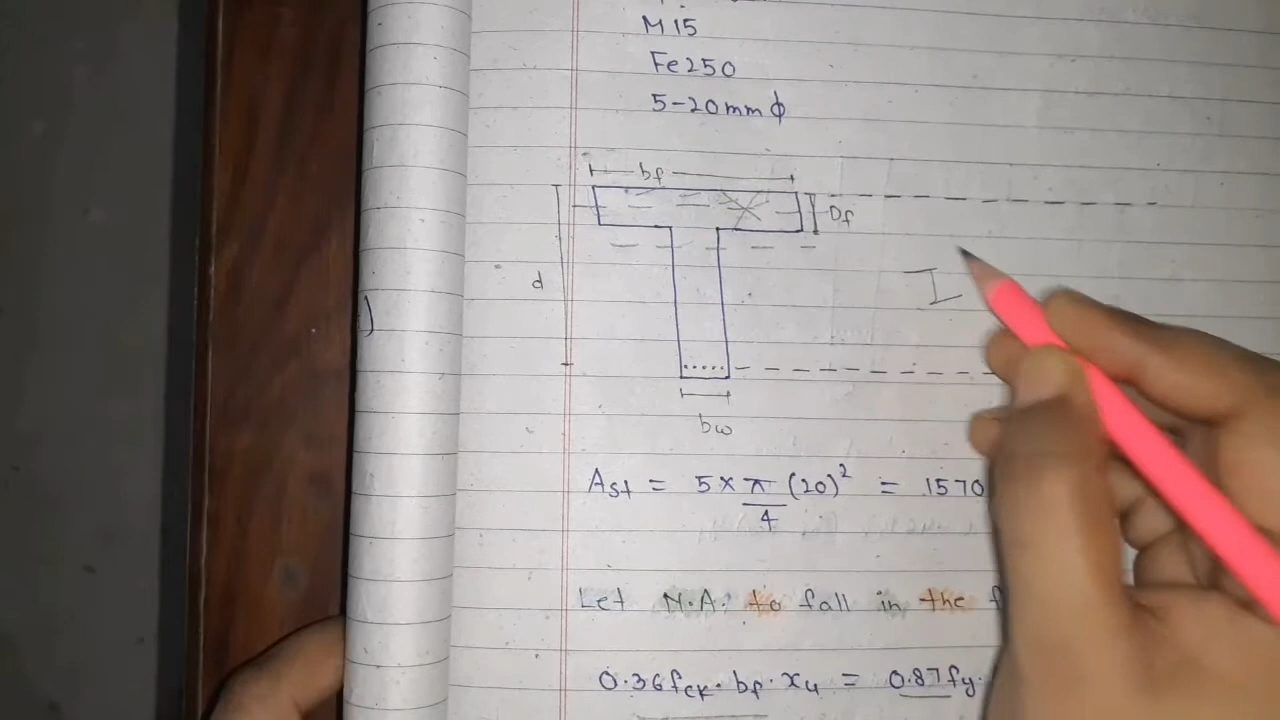 M15
Fe250
5-20mmϕ
bf
Df
d
I
bw
Ast = 5×π/4 (20)² = 1570
Let N.A. to fall in the f
0.36fck·bf·xu = 0.87fy.